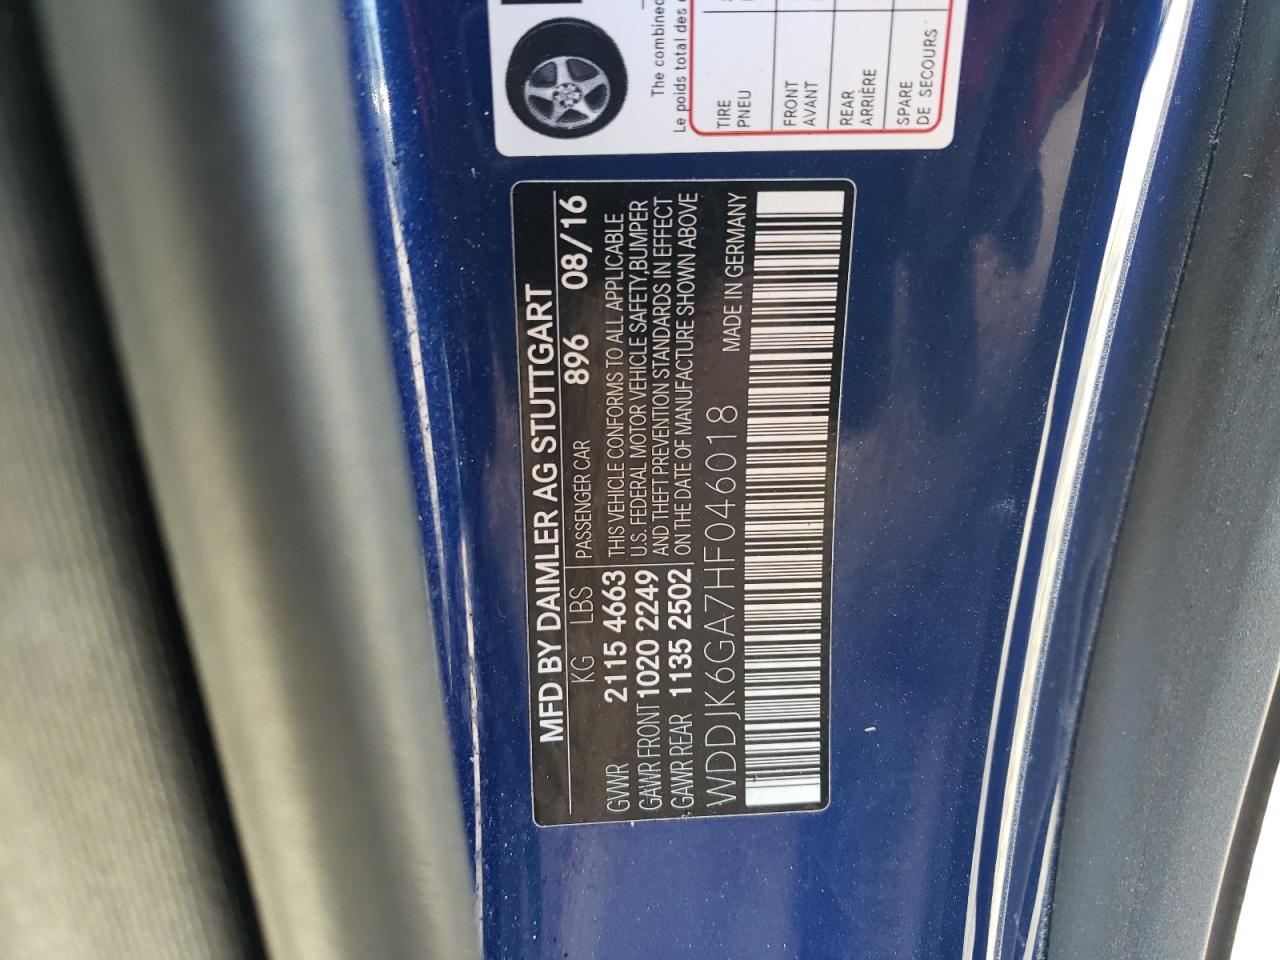 MFD BY DAIMLER AG STUTTGART
KG LBS PASSENGER CAR 896 08/16
GVWR 2115 4663
GAWR FRONT 1020 2249
GAWR REAR 1135 2502
THIS VEHICLE CONFORMS TO ALL APPLICABLE
U.S. FEDERAL MOTOR VEHICLE SAFETY,BUMPER
AND THEFT PREVENTION STANDARDS IN EFFECT
ON THE DATE OF MANUFACTURE SHOWN ABOVE
WDDJK6GA7HF046018 MADE IN GERMANY
The combined
Le poids total des
TIRE
PNEU
FRONT
AVANT
REAR
ARRIÈRE
SPARE
DE SECOURS